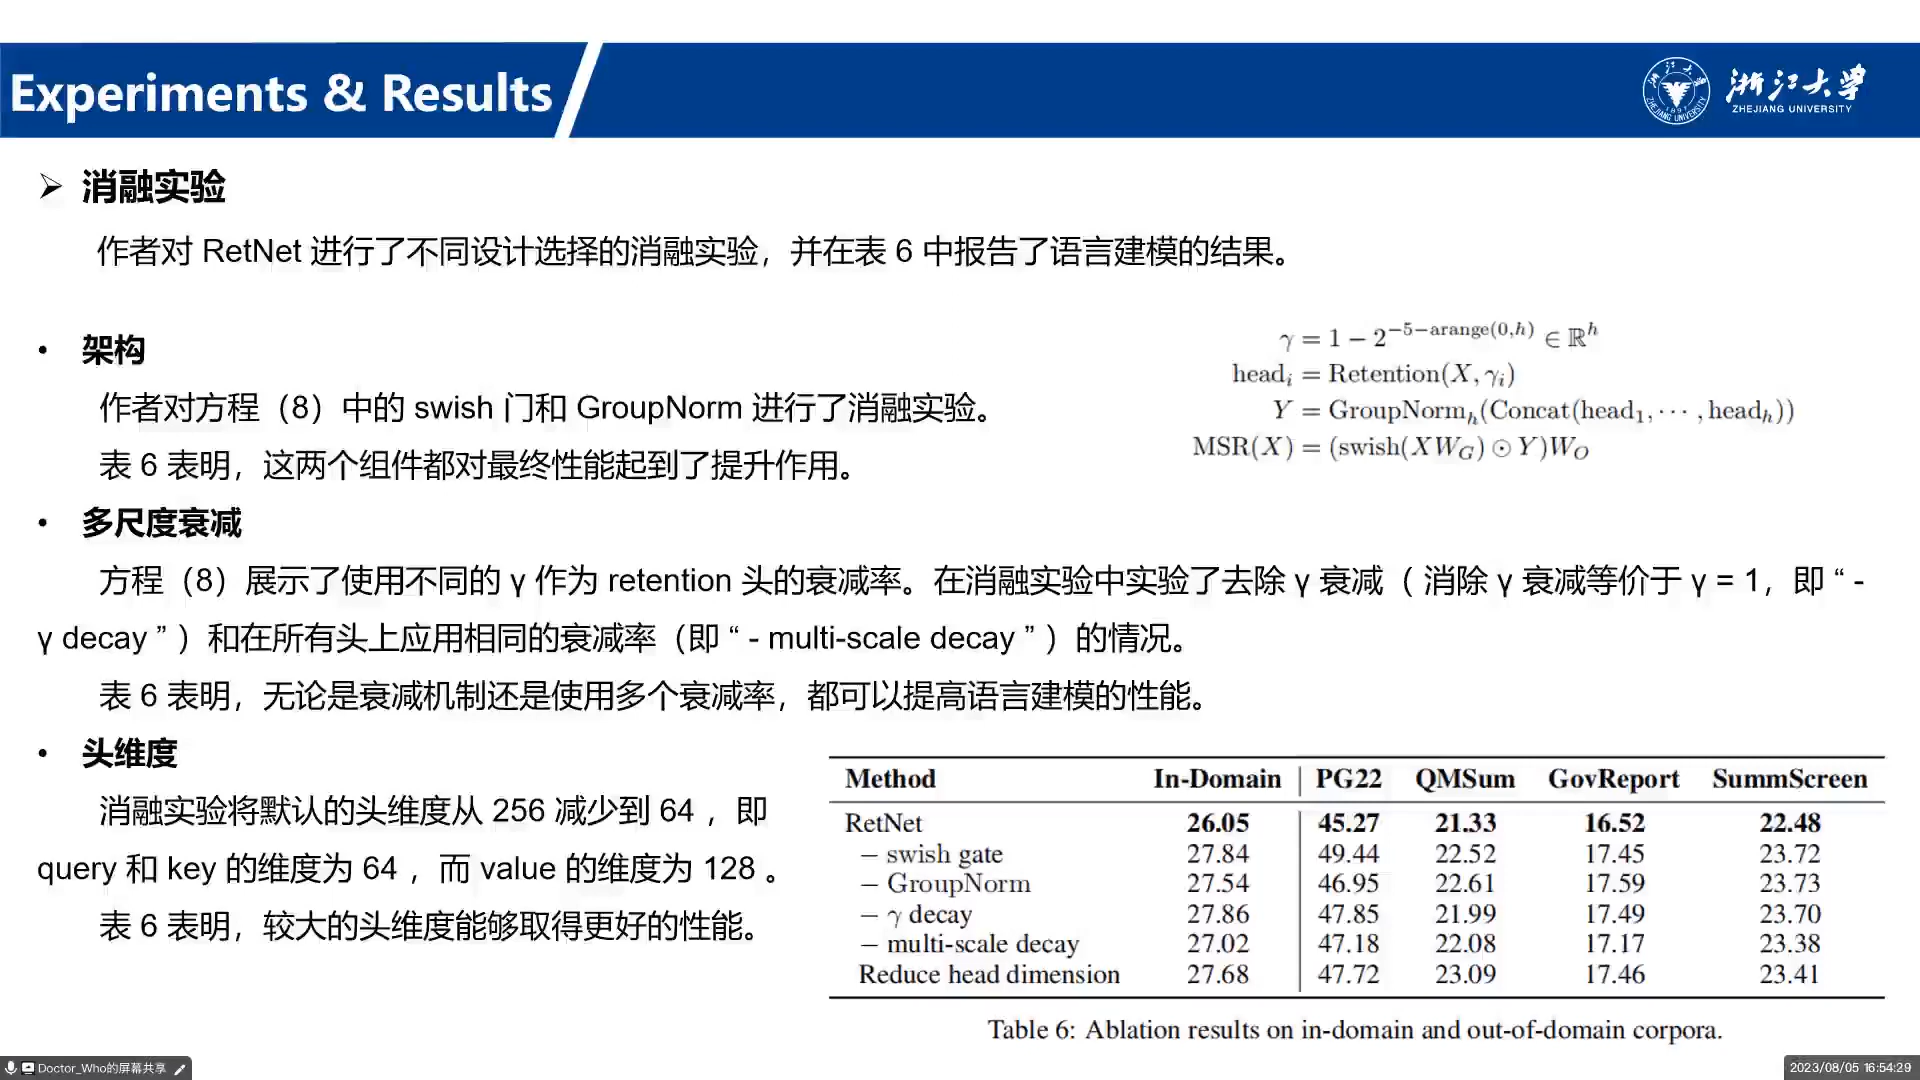 Experiments & Results
浙江大学
ZHEJIANG UNIVERSITY
➢ 消融实验
作者对 RetNet 进行了不同设计选择的消融实验，并在表 6 中报告了语言建模的结果。
• 架构
作者对方程（8）中的 swish 门和 GroupNorm 进行了消融实验。
表 6 表明，这两个组件都对最终性能起到了提升作用。
γ = 1 − 2^{−5−arange(0,h)} ∈ ℝ^h
head_i = Retention(X, γ_i)
Y = GroupNorm_h(Concat(head_1, ··· , head_h))
MSR(X) = (swish(XW_G) ⊙ Y)W_O
• 多尺度衰减
方程（8）展示了使用不同的 γ 作为 retention 头的衰减率。在消融实验中实验了去除 γ 衰减（ 消除 γ 衰减等价于 γ = 1，即 “ -
γ decay ” ）和在所有头上应用相同的衰减率（即 “ - multi-scale decay ” ）的情况。
表 6 表明，无论是衰减机制还是使用多个衰减率，都可以提高语言建模的性能。
• 头维度
消融实验将默认的头维度从 256 减少到 64 ，即
query 和 key 的维度为 64 ，而 value 的维度为 128 。
表 6 表明，较大的头维度能够取得更好的性能。
Method In-Domain PG22 QMSum GovReport SummScreen
RetNet 26.05 45.27 21.33 16.52 22.48
− swish gate 27.84 49.44 22.52 17.45 23.72
− GroupNorm 27.54 46.95 22.61 17.59 23.73
− γ decay 27.86 47.85 21.99 17.49 23.70
− multi-scale decay 27.02 47.18 22.08 17.17 23.38
Reduce head dimension 27.68 47.72 23.09 17.46 23.41
Table 6: Ablation results on in-domain and out-of-domain corpora.
Doctor_Who的屏幕共享
2023/08/05 16:54:29